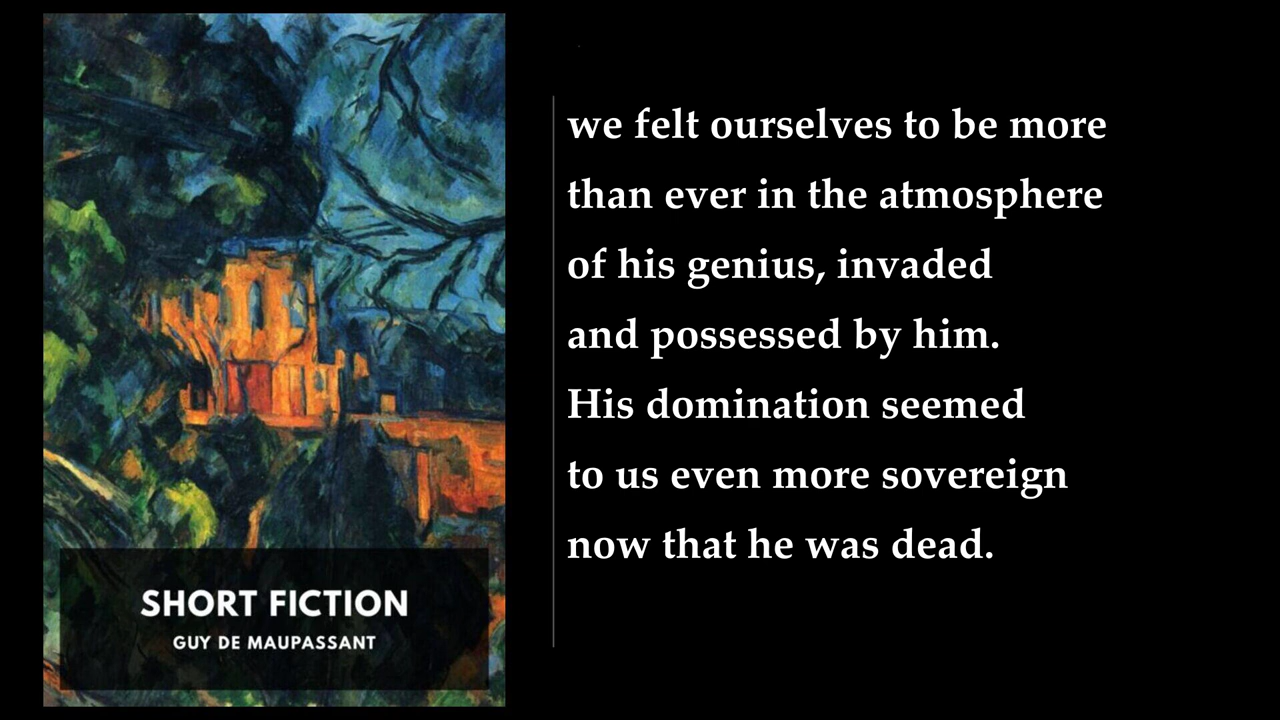 we felt ourselves to be more
than ever in the atmosphere
of his genius, invaded
and possessed by him.
His domination seemed
to us even more sovereign
now that he was dead.
SHORT FICTION
GUY DE MAUPASSANT